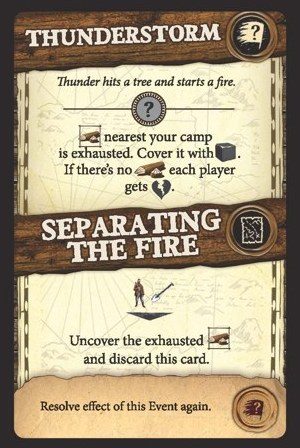 THUNDERSTORM
?
Thunder hits a tree and starts a fire.
?
nearest your camp
is exhausted. Cover it with .
If there's no each player
gets .
SEPARATING
THE FIRE
Uncover the exhausted
and discard this card.
Resolve effect of this Event again.